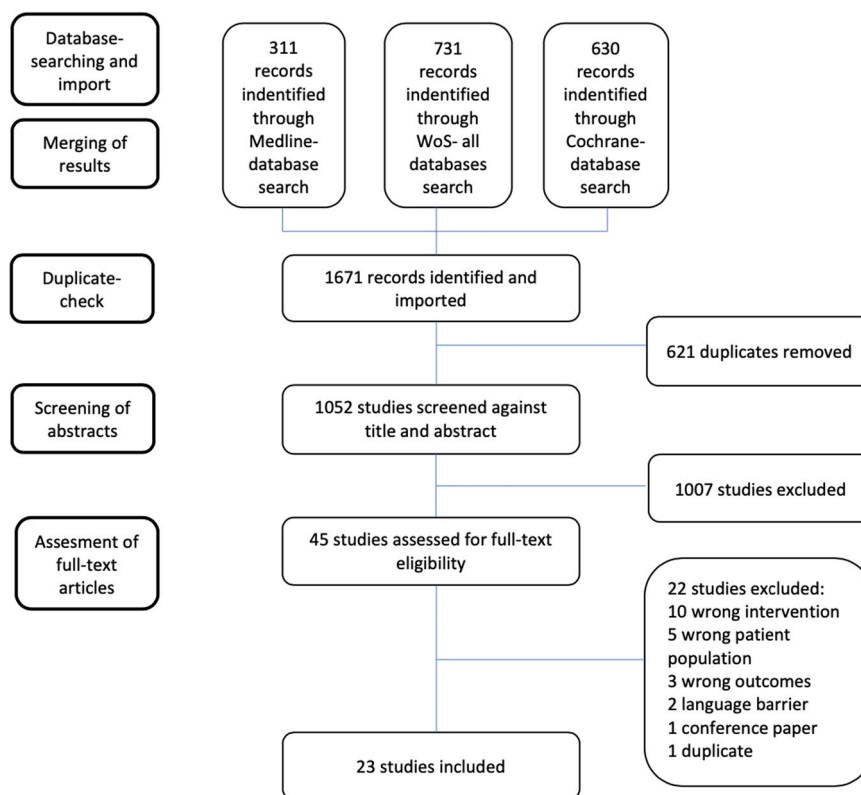 Database-
searching and
import
311
records
indentified
through
Medline-
database
search
731
records
indentified
through
WoS- all
databases
search
630
records
indentified
through
Cochrane-
database
search
Merging of
results
Duplicate-
check
1671 records identified and
imported
621 duplicates removed
Screening of
abstracts
1052 studies screened against
title and abstract
1007 studies excluded
Assesment of
full-text
articles
45 studies assessed for full-text
eligibility
22 studies excluded:
10 wrong intervention
5 wrong patient
population
3 wrong outcomes
2 language barrier
1 conference paper
1 duplicate
23 studies included